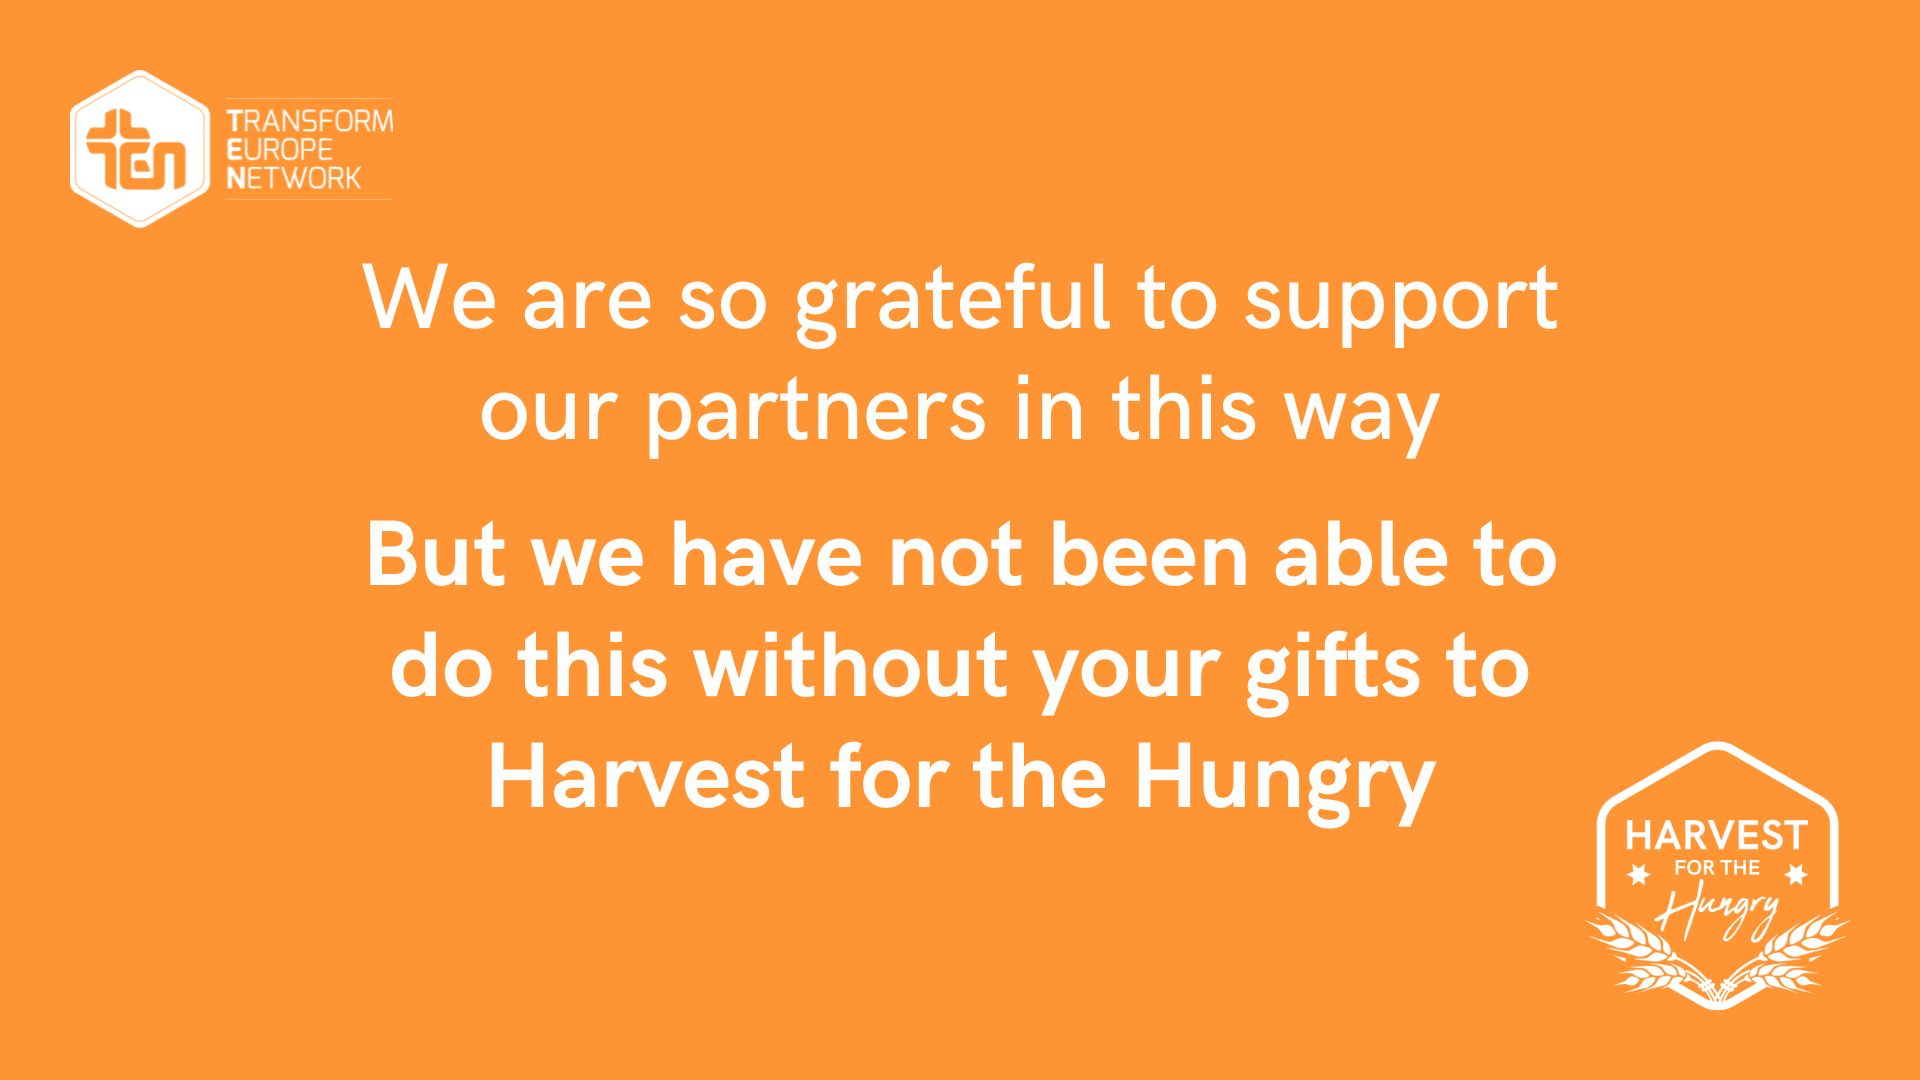 ten
TRANSFORM
EUROPE
NETWORK
We are so grateful to support
our partners in this way
But we have not been able to
do this without your gifts to
Harvest for the Hungry
HARVEST
FOR THE
Hungry